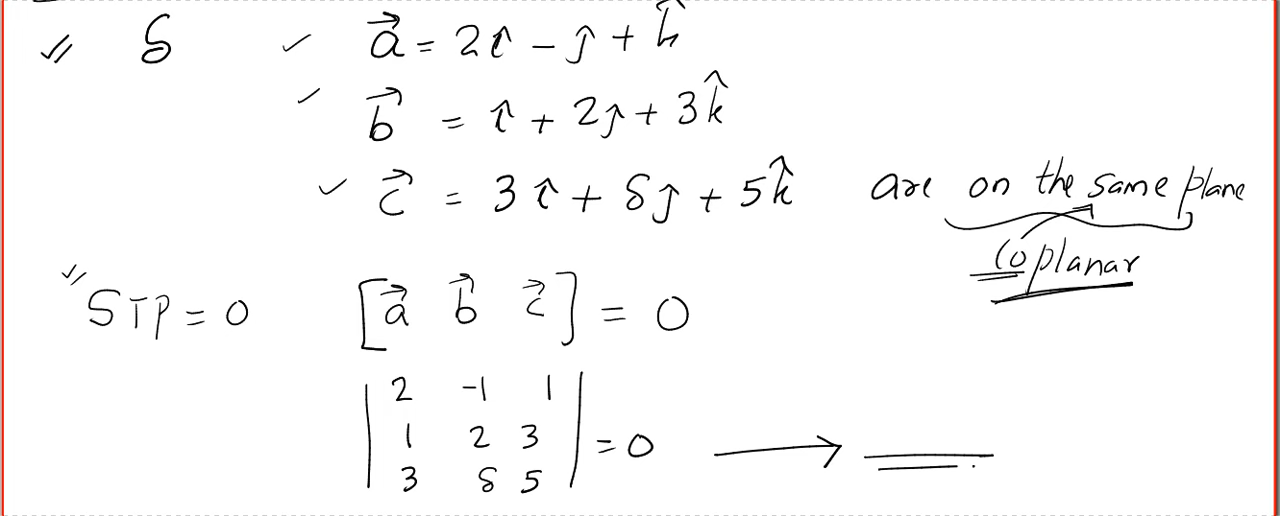 δ a⃗ = 2î - ĵ + k̂
b⃗ = î + 2ĵ + 3k̂
c⃗ = 3î + δĵ + 5k̂ are on the same plane
Coplanar
STP = 0 [a⃗ b⃗ c⃗] = 0
| 2 -1 1 |
| 1 2 3 | = 0 ⟶
| 3 δ 5 |